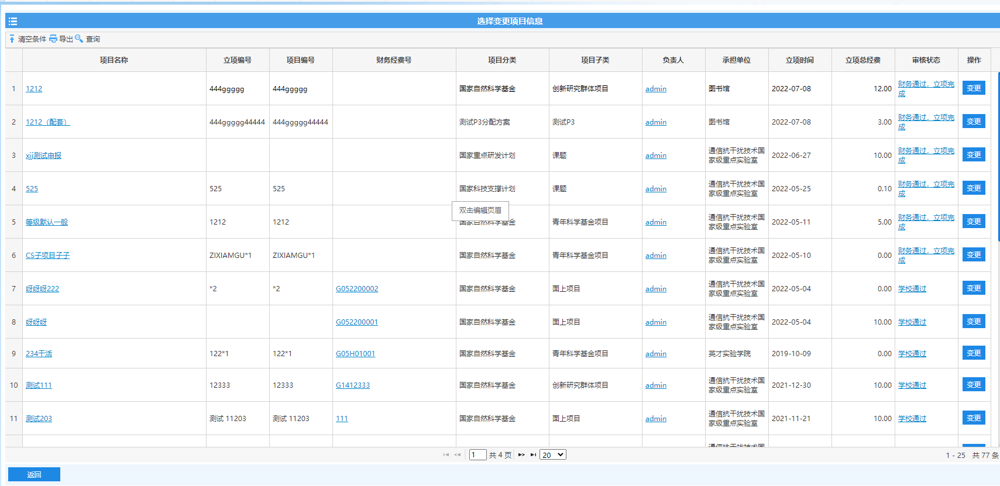 选择变更项目信息
清空条件 导出 查询
项目名称 立项编号 项目编号 财务经费号 项目分类 项目子类 负责人 承担单位 立项时间 立项总经费 审核状态 操作
1 1212 444ggggg 444ggggg 国家自然科学基金 创新研究群体项目 admin 图书馆 2022-07-08 12.00 财务通过，立项完成 变更
2 1212（配套） 444ggggg44444 444ggggg44444 测试P3分配方案 测试P3 admin 图书馆 2022-07-08 3.00 财务通过，立项完成 变更
3 xjj测试申报 国家重点研发计划 课题 admin 通信抗干扰技术国家级重点实验室 2022-06-27 10.00 财务通过，立项完成 变更
4 525 525 525 国家科技支撑计划 课题 admin 通信抗干扰技术国家级重点实验室 2022-05-25 0.10 财务通过，立项完成 变更
双击编辑页眉
5 等级默认一般 1212 1212 国家自然科学基金 青年科学基金项目 admin 通信抗干扰技术国家级重点实验室 2022-05-11 5.00 财务通过，立项完成 变更
6 CS子项目子子 ZIXIAMGU*1 ZIXIAMGU*1 国家自然科学基金 青年科学基金项目 admin 通信抗干扰技术国家级重点实验室 2022-05-10 0.00 财务通过，立项完成 变更
7 呀呀呀222 *2 *2 G052200002 国家自然科学基金 面上项目 admin 通信抗干扰技术国家级重点实验室 2022-05-04 0.00 学校通过 变更
8 呀呀呀 G052200001 国家自然科学基金 面上项目 admin 通信抗干扰技术国家级重点实验室 2022-05-04 10.00 学校通过 变更
9 234干活 122*1 122*1 G05H01001 国家自然科学基金 青年科学基金项目 admin 英才实验学院 2019-10-09 0.00 学校通过 变更
10 测试111 12333 12333 G1412333 国家自然科学基金 创新研究群体项目 admin 通信抗干扰技术国家级重点实验室 2021-12-30 10.00 学校通过 变更
11 测试203 测试 11203 测试 11203 111 国家自然科学基金 面上项目 admin 通信抗干扰技术国家级重点实验室 2021-11-21 10.00 学校通过 变更
1 共 4 页 20 1 - 25 共 77 条
返回